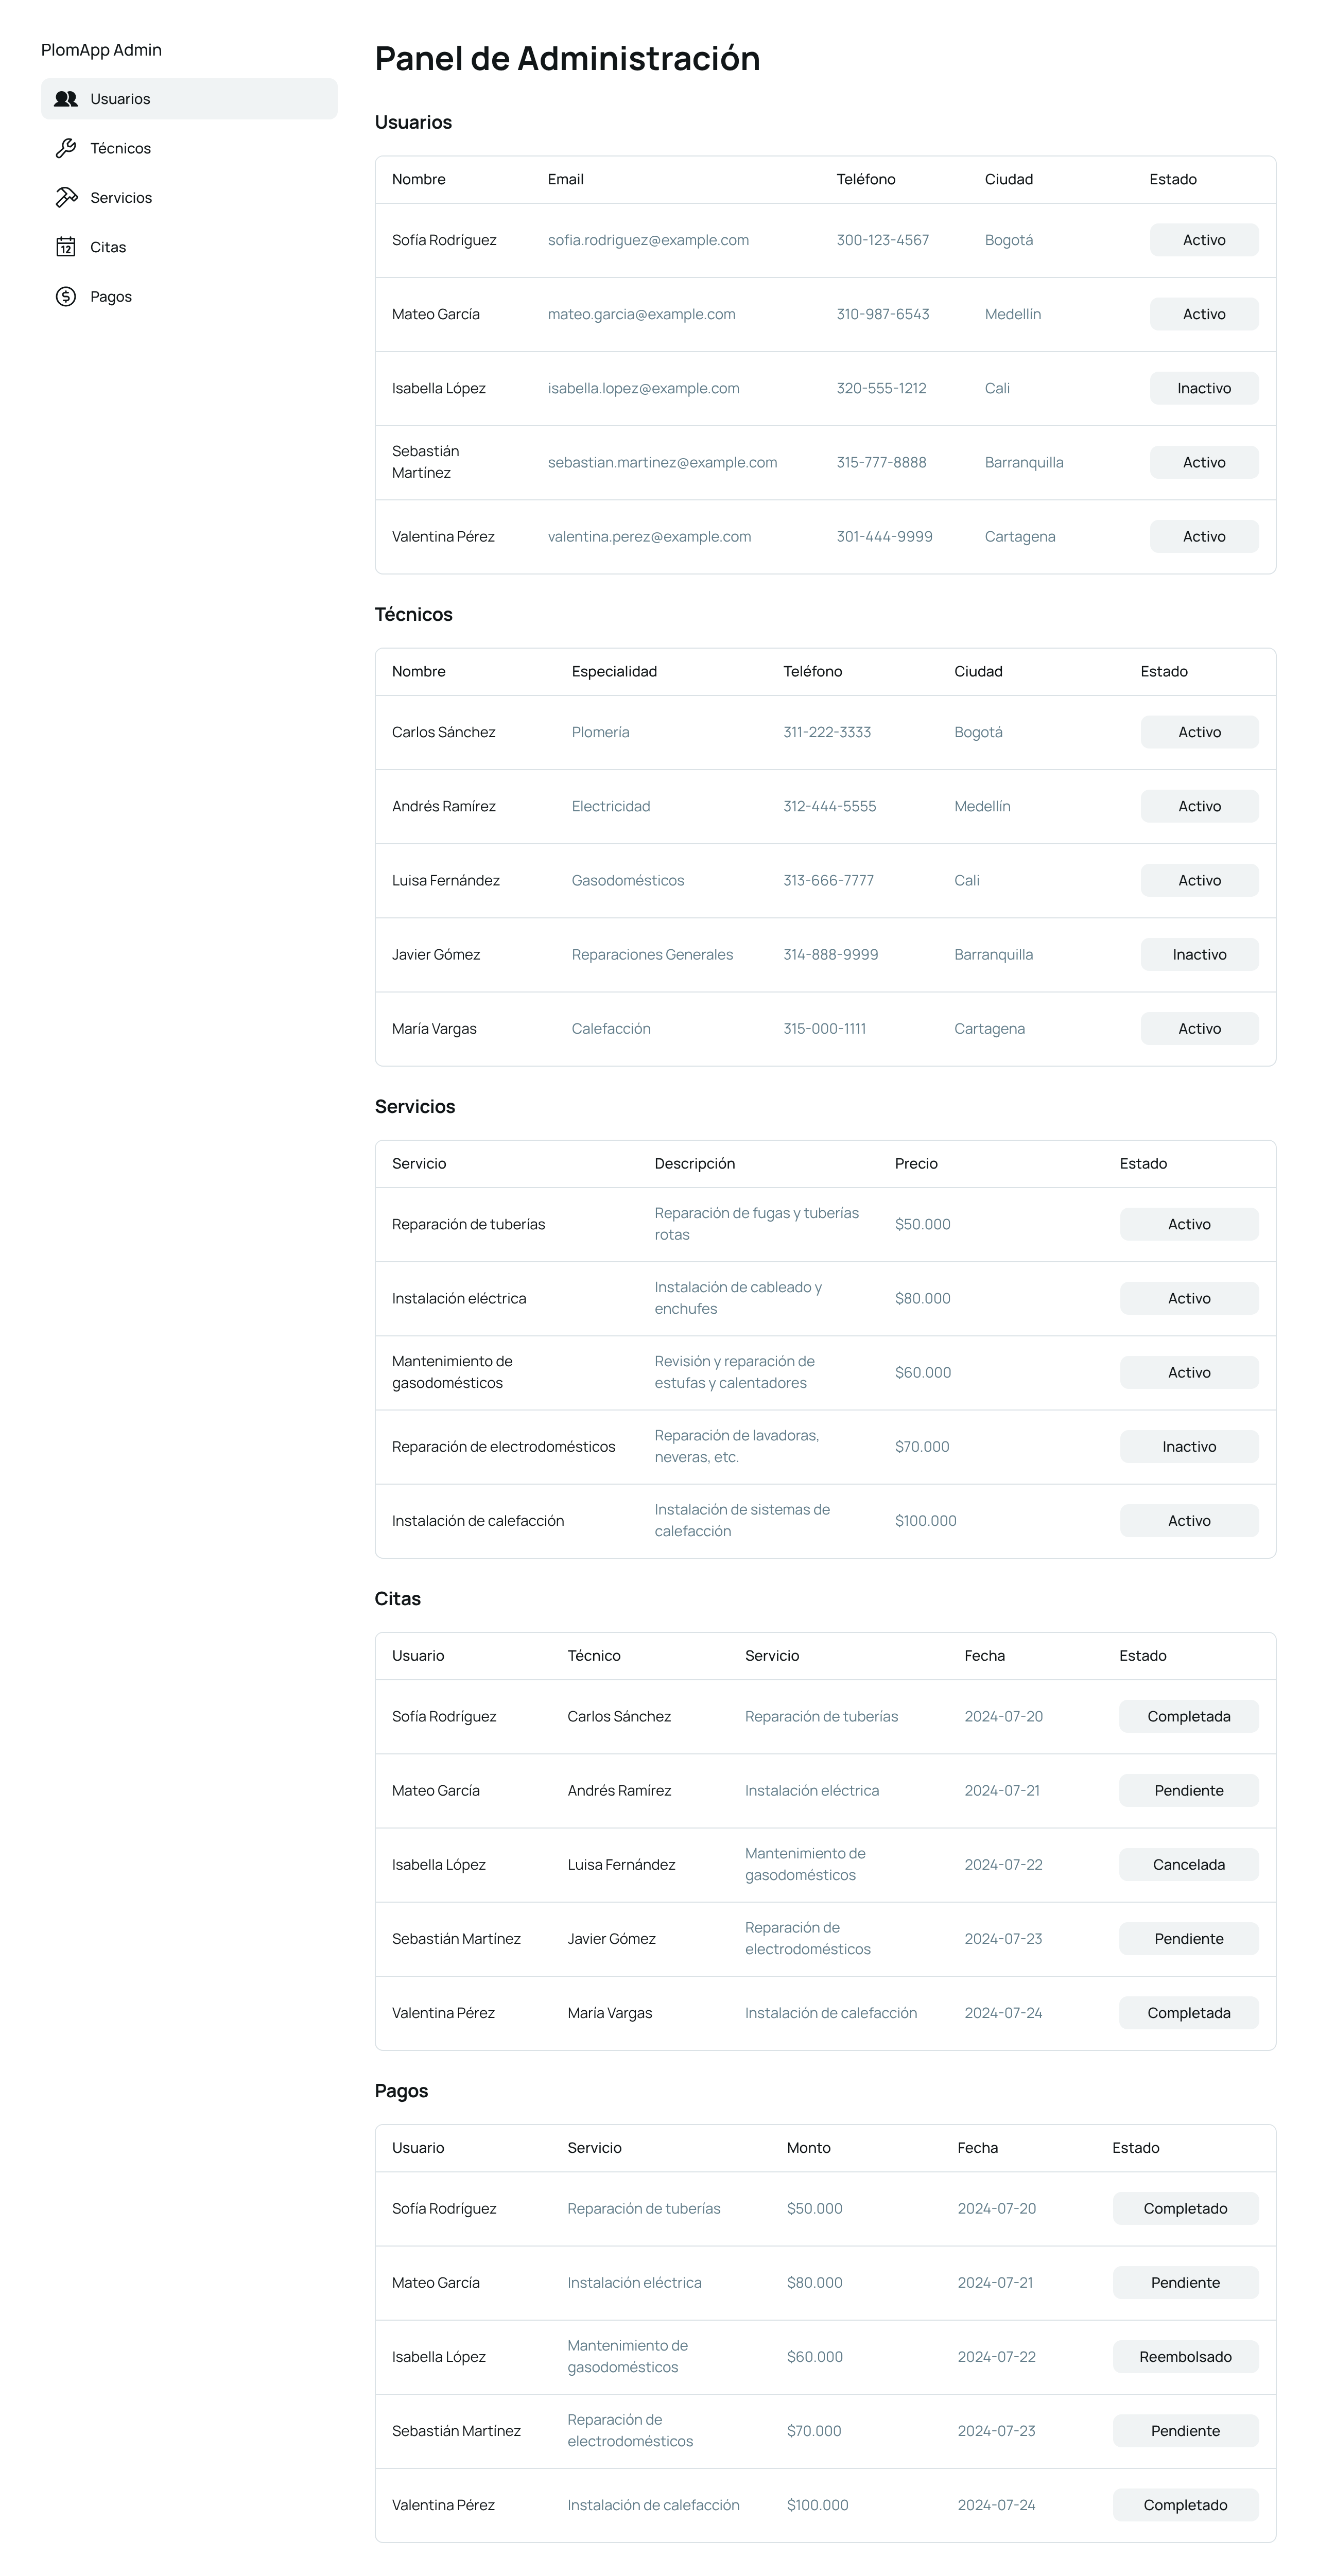 PlomApp Admin
Usuarios
Técnicos
Servicios
12
Citas
Pagos
Panel de Administración
Usuarios
Nombre Email Teléfono Ciudad Estado
Sofía Rodríguez sofia.rodriguez@example.com 300-123-4567 Bogotá Activo
Mateo García mateo.garcia@example.com 310-987-6543 Medellín Activo
Isabella López isabella.lopez@example.com 320-555-1212 Cali Inactivo
Sebastián
Martínez sebastian.martinez@example.com 315-777-8888 Barranquilla Activo
Valentina Pérez valentina.perez@example.com 301-444-9999 Cartagena Activo
Técnicos
Nombre Especialidad Teléfono Ciudad Estado
Carlos Sánchez Plomería 311-222-3333 Bogotá Activo
Andrés Ramírez Electricidad 312-444-5555 Medellín Activo
Luisa Fernández Gasodomésticos 313-666-7777 Cali Activo
Javier Gómez Reparaciones Generales 314-888-9999 Barranquilla Inactivo
María Vargas Calefacción 315-000-1111 Cartagena Activo
Servicios
Servicio Descripción Precio Estado
Reparación de tuberías Reparación de fugas y tuberías
rotas $50.000 Activo
Instalación eléctrica Instalación de cableado y
enchufes $80.000 Activo
Mantenimiento de
gasodomésticos Revisión y reparación de
estufas y calentadores $60.000 Activo
Reparación de electrodomésticos Reparación de lavadoras,
neveras, etc. $70.000 Inactivo
Instalación de calefacción Instalación de sistemas de
calefacción $100.000 Activo
Citas
Usuario Técnico Servicio Fecha Estado
Sofía Rodríguez Carlos Sánchez Reparación de tuberías 2024-07-20 Completada
Mateo García Andrés Ramírez Instalación eléctrica 2024-07-21 Pendiente
Isabella López Luisa Fernández Mantenimiento de
gasodomésticos 2024-07-22 Cancelada
Sebastián Martínez Javier Gómez Reparación de
electrodomésticos 2024-07-23 Pendiente
Valentina Pérez María Vargas Instalación de calefacción 2024-07-24 Completada
Pagos
Usuario Servicio Monto Fecha Estado
Sofía Rodríguez Reparación de tuberías $50.000 2024-07-20 Completado
Mateo García Instalación eléctrica $80.000 2024-07-21 Pendiente
Isabella López Mantenimiento de
gasodomésticos $60.000 2024-07-22 Reembolsado
Sebastián Martínez Reparación de
electrodomésticos $70.000 2024-07-23 Pendiente
Valentina Pérez Instalación de calefacción $100.000 2024-07-24 Completado